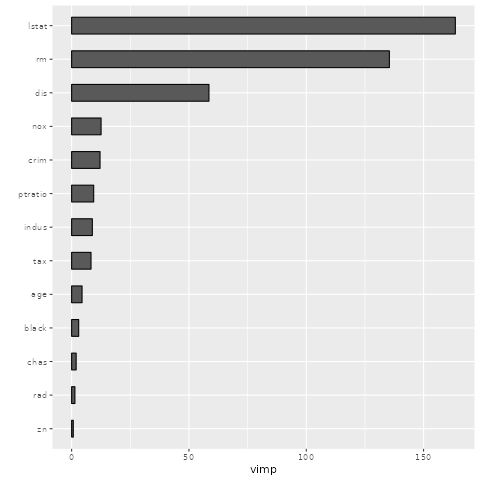 lstat
rm
dis
nox
crim
ptratio
indus
tax
age
black
chas
rad
zn
0 50 100 150
vimp